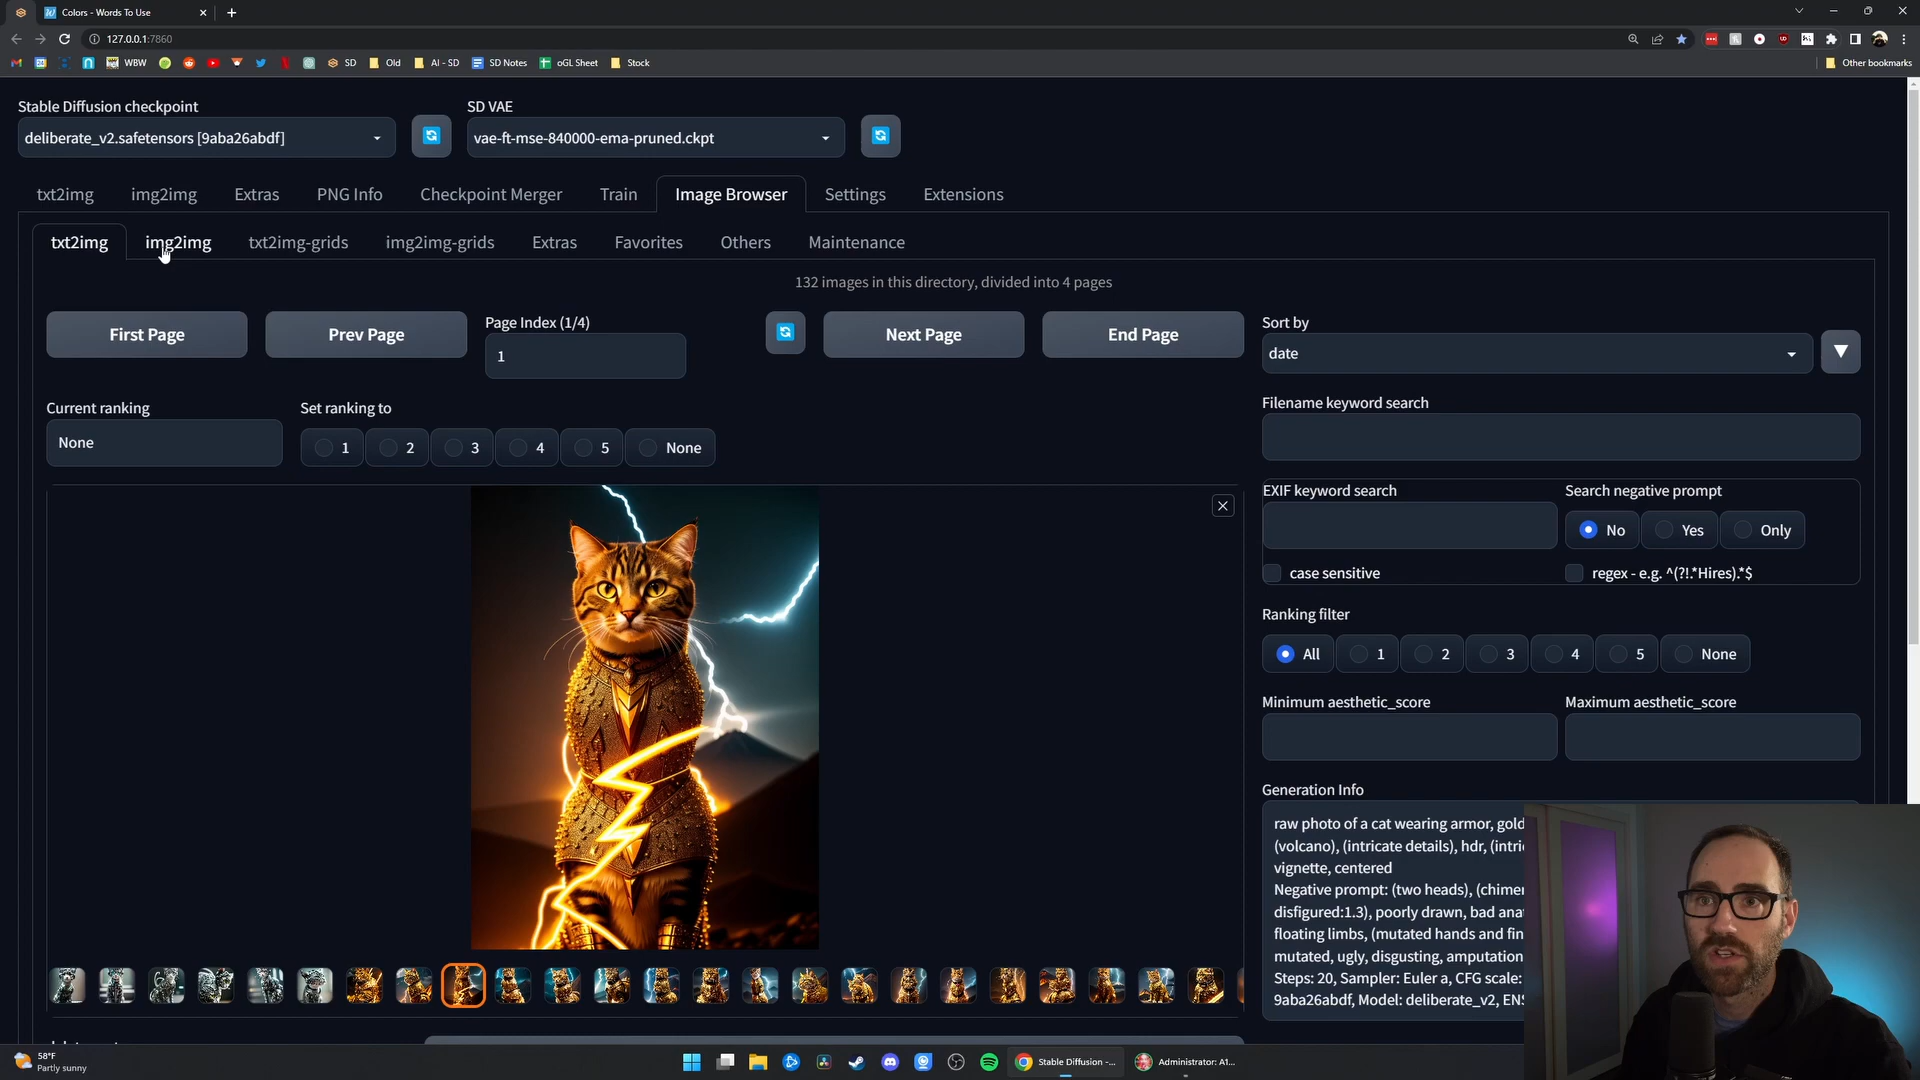 Colors - Words To Use
127.0.0.1:7860
WBW
SD
Old
AI - SD
SD Notes
oGL Sheet
Stock
Other bookmarks
Stable Diffusion checkpoint
SD VAE
deliberate_v2.safetensors [9aba26abdf]
vae-ft-mse-840000-ema-pruned.ckpt
txt2img
img2img
Extras
PNG Info
Checkpoint Merger
Train
Image Browser
Settings
Extensions
txt2img
img2img
txt2img-grids
img2img-grids
Extras
Favorites
Others
Maintenance
132 images in this directory, divided into 4 pages
First Page
Prev Page
Page Index (1/4)
1
Next Page
End Page
Sort by
date
Current ranking
None
Set ranking to
1
2
3
4
5
None
Filename keyword search
EXIF keyword search
Search negative prompt
No
Yes
Only
case sensitive
regex - e.g. ^(?!.*Hires).*$
Ranking filter
All
1
2
3
4
5
None
Minimum aesthetic_score
Maximum aesthetic_score
Generation Info
raw photo of a cat wearing armor, gold
(volcano), (intricate details), hdr, (intri
vignette, centered
Negative prompt: (two heads), (chimer
disfigured:1.3), poorly drawn, bad ana
floating limbs, (mutated hands and fin
mutated, ugly, disgusting, amputation
Steps: 20, Sampler: Euler a, CFG scale:
9aba26abdf, Model: deliberate_v2, EN
58°F
Partly sunny
Stable Diffusion -...
Administrator: A1...